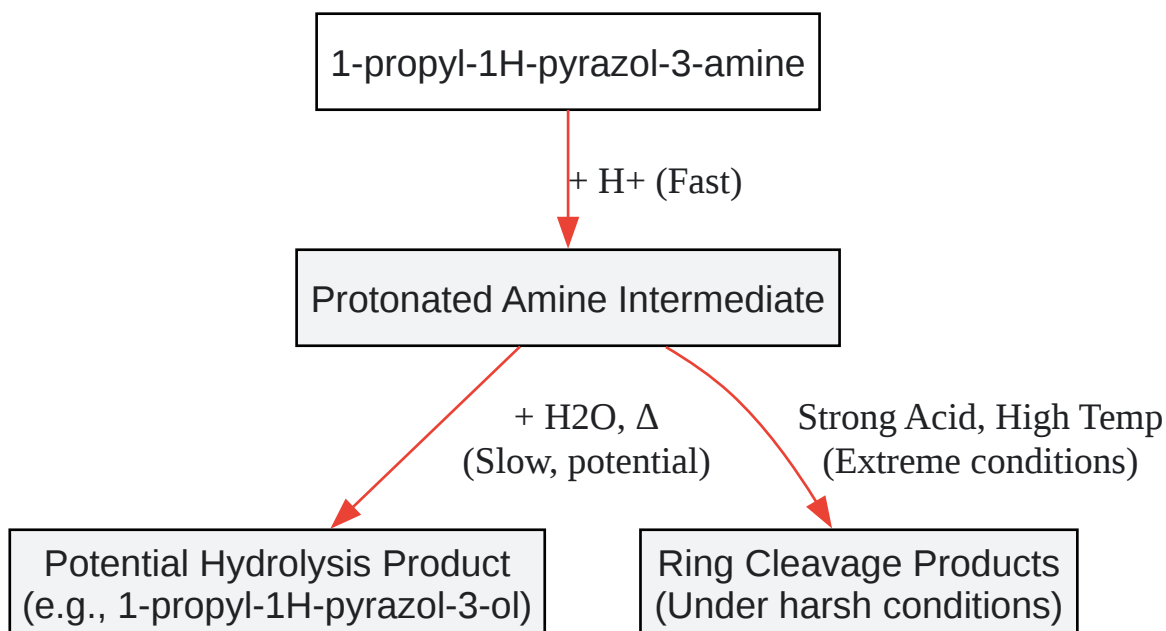 1-propyl-1H-pyrazol-3-amine
+ H+ (Fast)
Protonated Amine Intermediate
+ H2O, Δ
(Slow, potential)
Strong Acid, High Temp
(Extreme conditions)
Potential Hydrolysis Product
(e.g., 1-propyl-1H-pyrazol-3-ol)
Ring Cleavage Products
(Under harsh conditions)